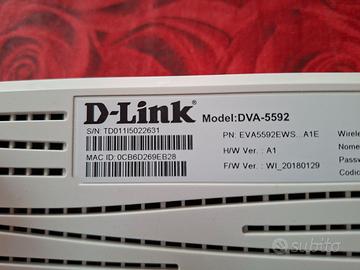 D-Link Model:DVA-5592
S/N: TD011I5022631
PN: EVA5592EWS...A1E
MAC ID: 0CB6D269EB28
H/W Ver. : A1
F/W Ver. : WI_20180129
Wirele
Nome
Passw
Codic
subito